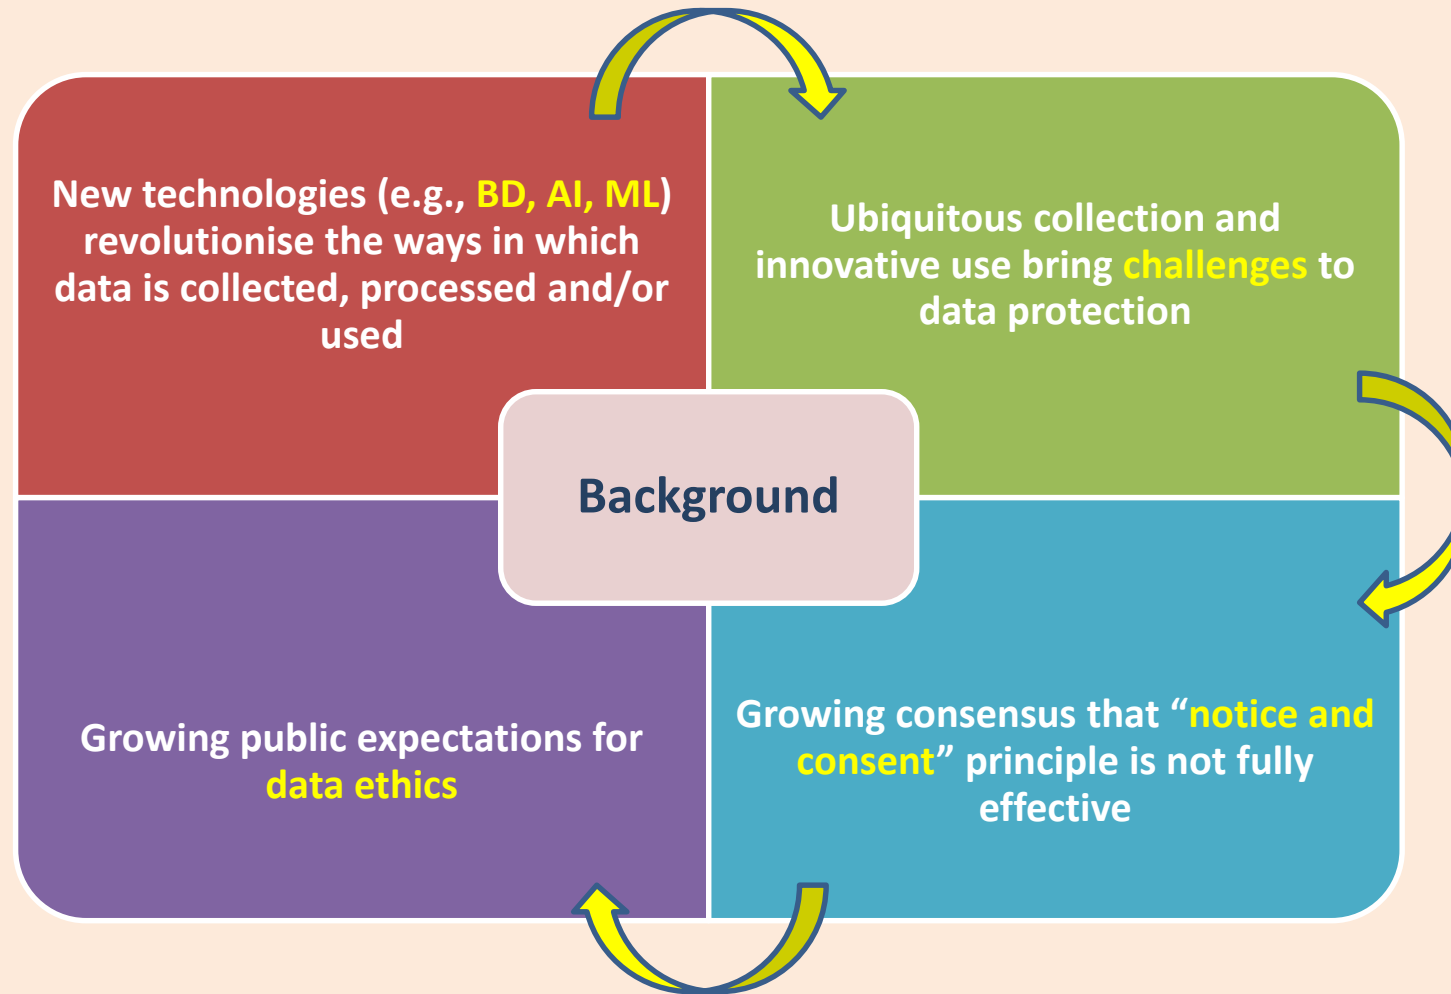 New technologies (e.g., BD, AI, ML)
revolutionise the ways in which
data is collected, processed and/or
used
Ubiquitous collection and
innovative use bring challenges to
data protection
Background
Growing public expectations for
data ethics
Growing consensus that “notice and
consent” principle is not fully
effective